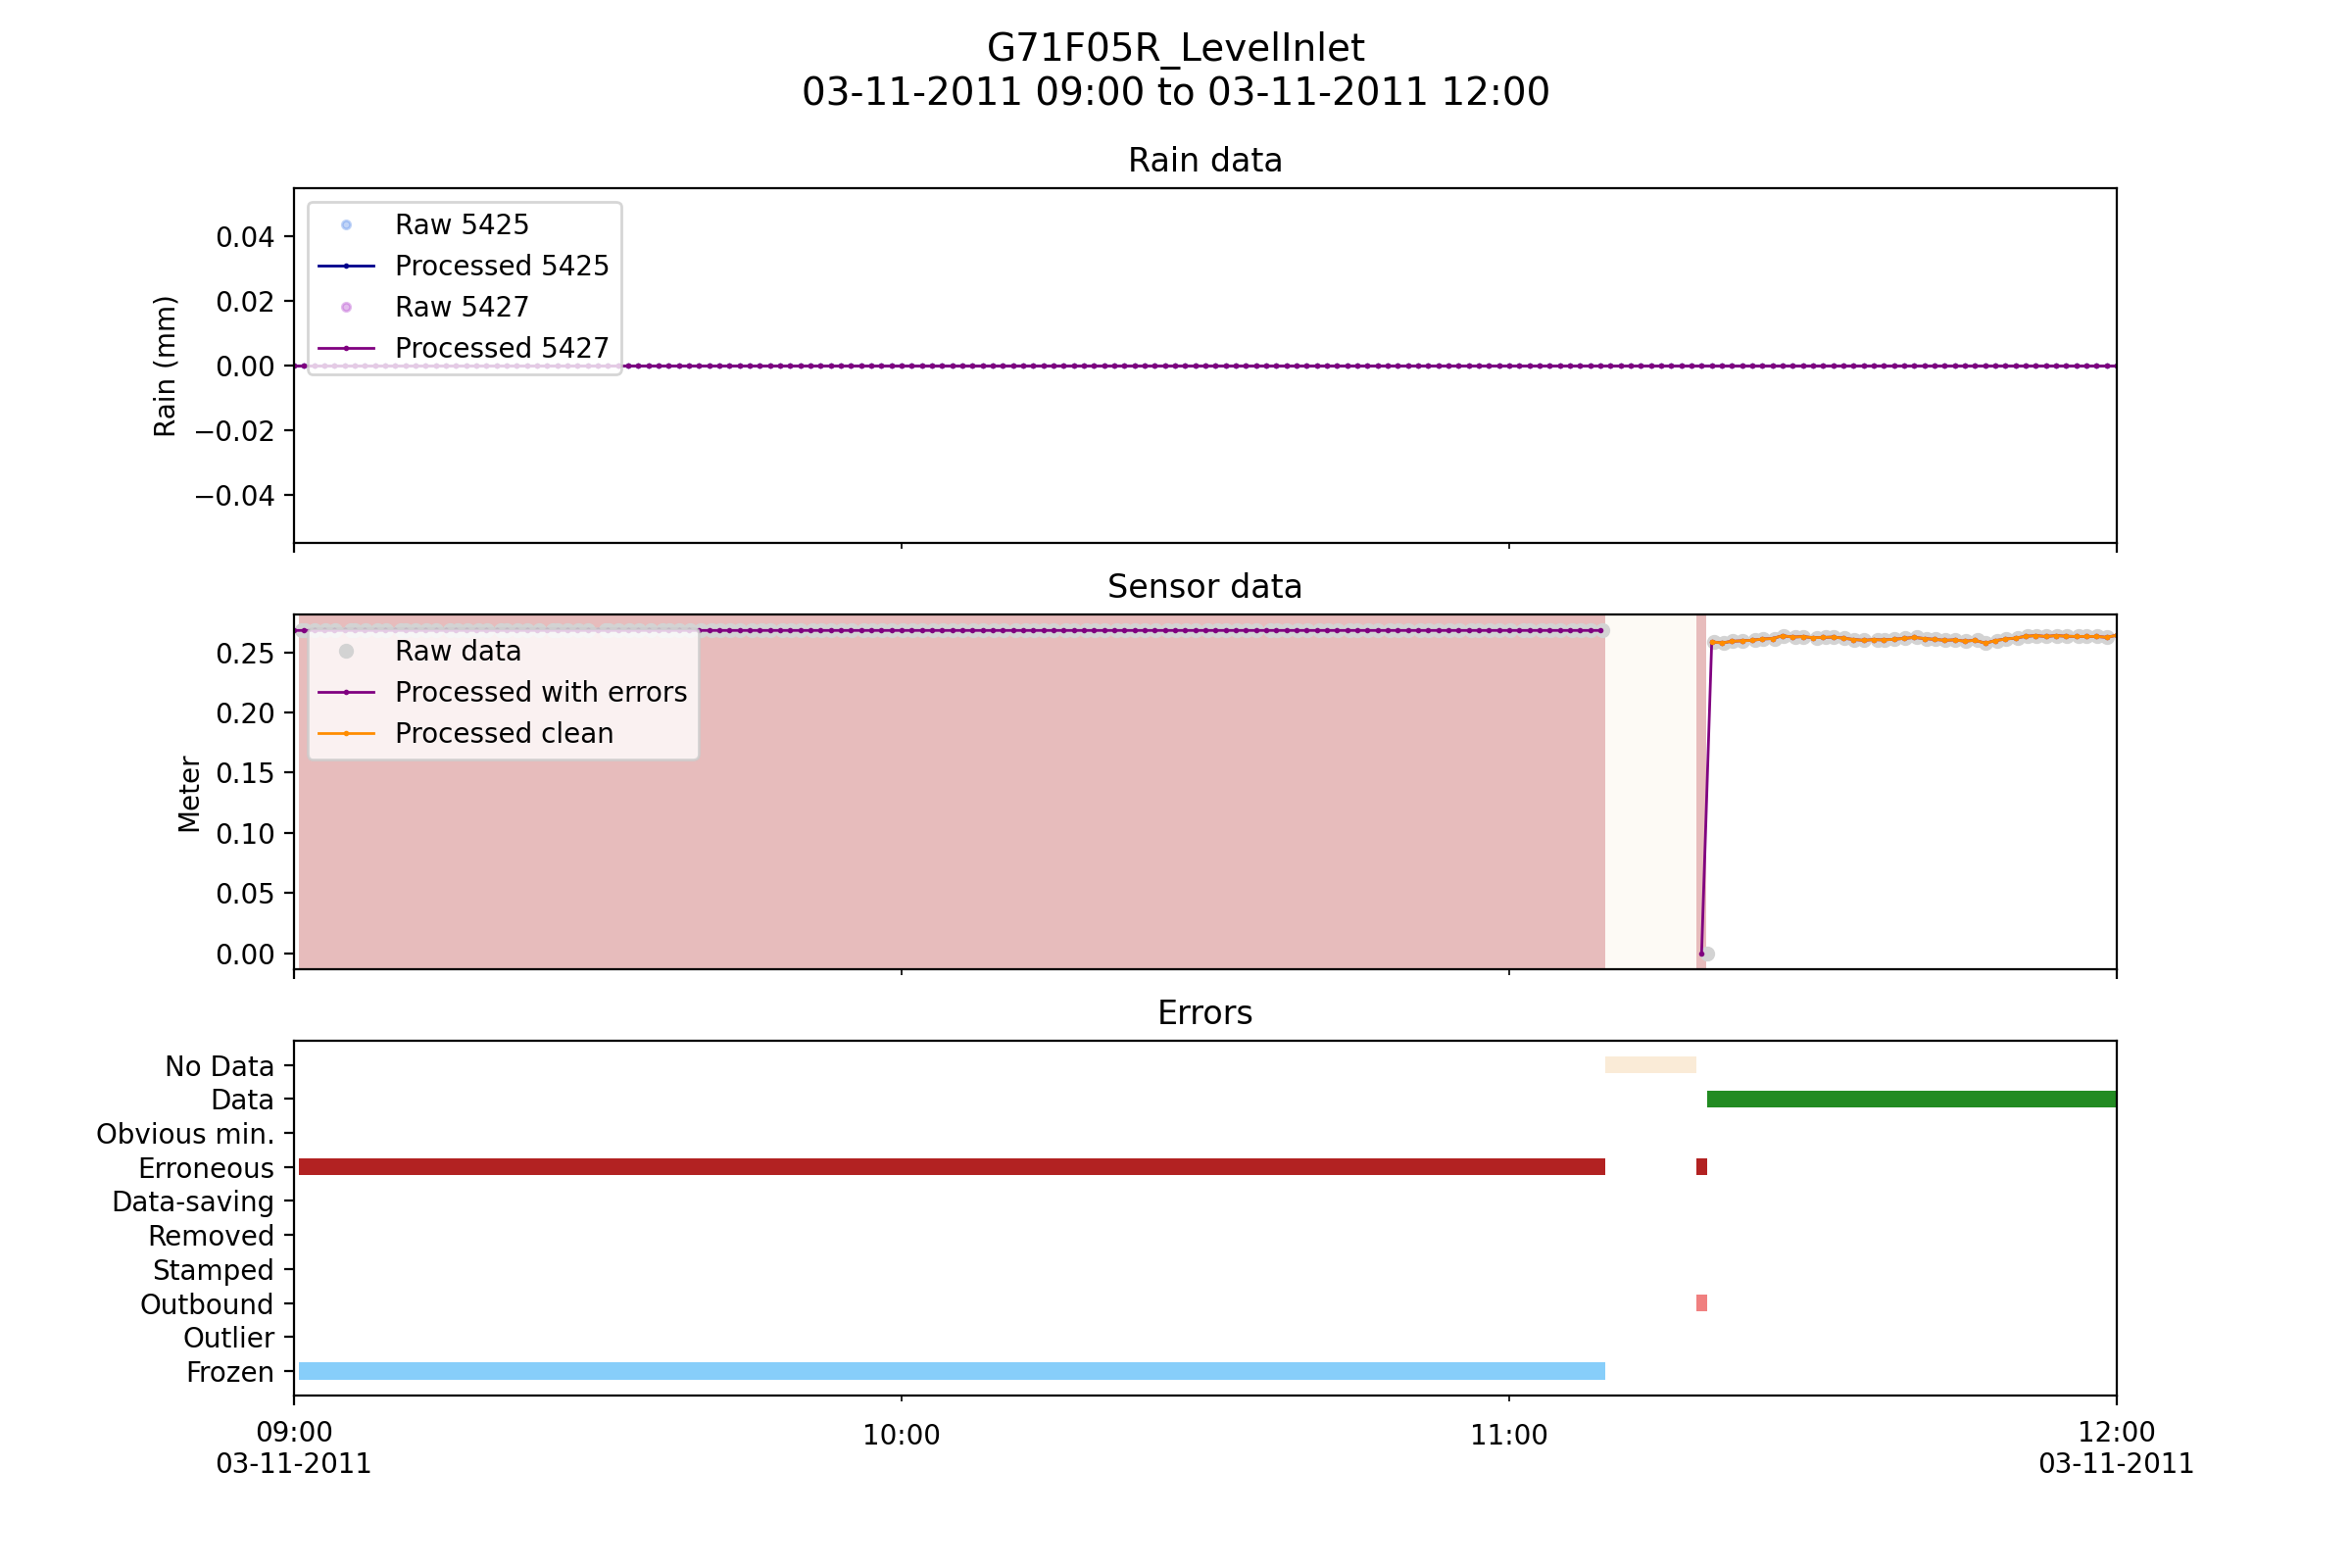 G71F05R_LevelInlet
03-11-2011 09:00 to 03-11-2011 12:00
Rain data
Raw 5425
Processed 5425
Raw 5427
Processed 5427
0.04
0.02
0.00
−0.02
−0.04
Rain (mm)
Sensor data
Raw data
Processed with errors
Processed clean
0.25
0.20
0.15
0.10
0.05
0.00
Meter
Errors
No Data
Data
Obvious min.
Erroneous
Data-saving
Removed
Stamped
Outbound
Outlier
Frozen
09:00
03-11-2011
10:00
11:00
12:00
03-11-2011